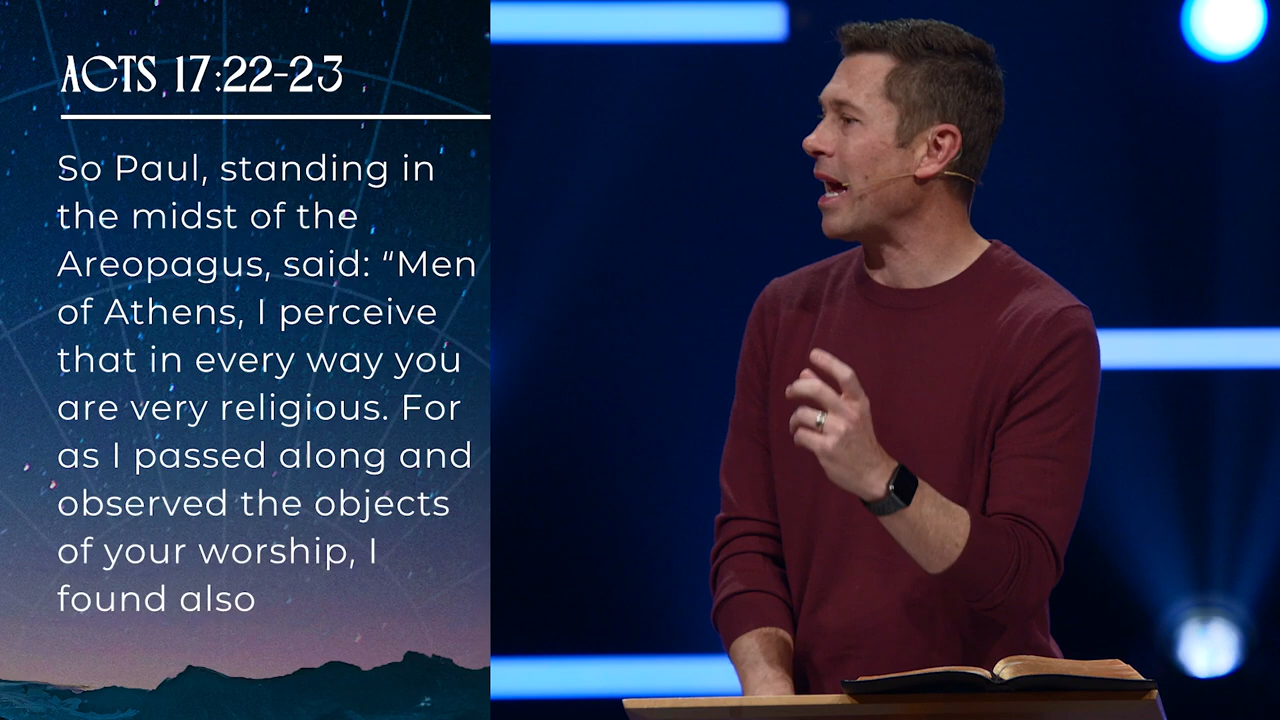 ACTS 17:22-23
So Paul, standing in
the midst of the
Areopagus, said: “Men
of Athens, I perceive
that in every way you
are very religious. For
as I passed along and
observed the objects
of your worship, I
found also